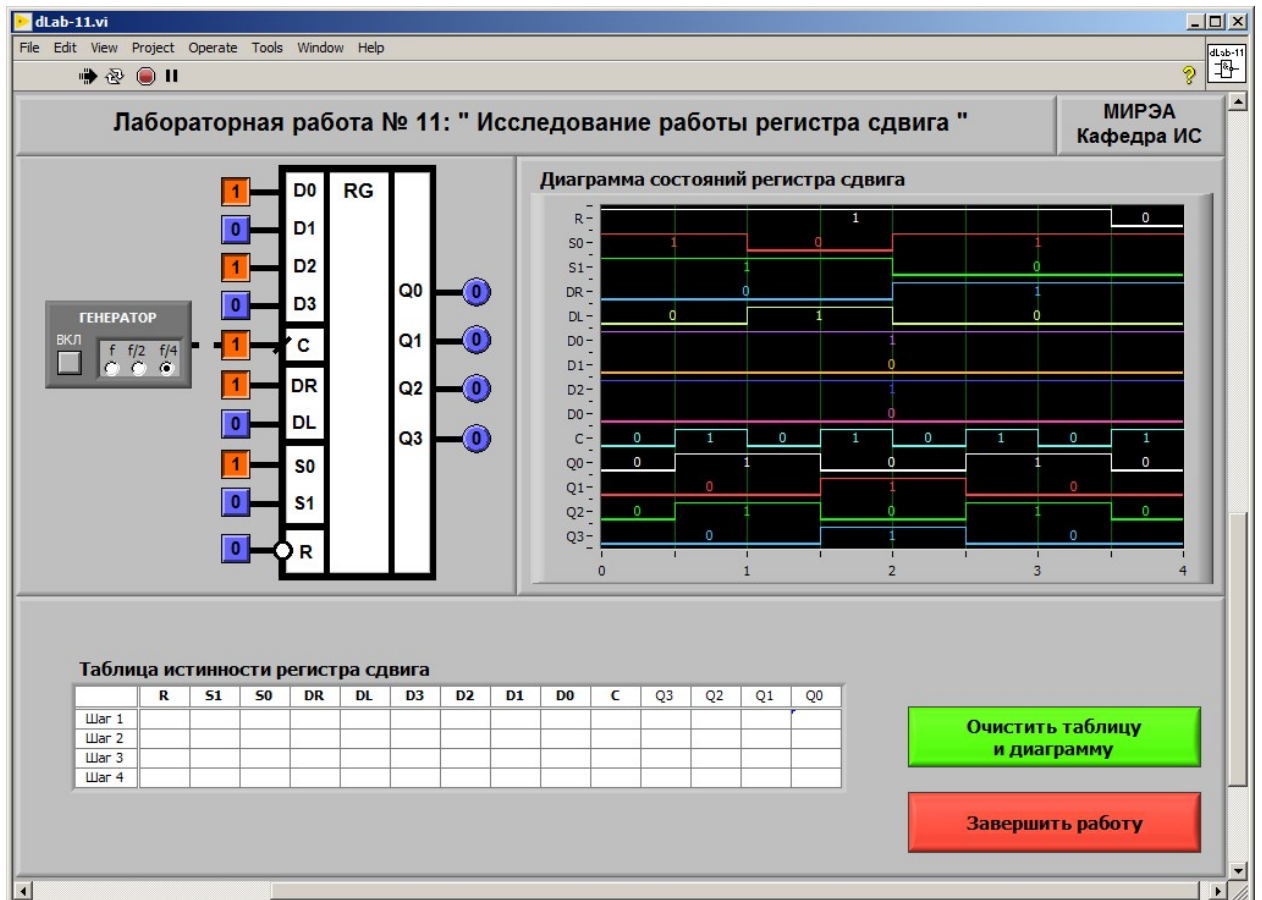 dLab-11.vi
File Edit View Project Operate Tools Window Help
dLab-11
&
?
Лабораторная работа № 11: " Исследование работы регистра сдвига "
МИРЭА
Кафедра ИС
1 D0 RG
0 D1
1 D2
0 D3
Q0 0
ГЕНЕРАТОР
ВКЛ
f f/2 f/4
1 C
Q1 0
1 DR
Q2 0
0 DL
Q3 0
1 S0
0 S1
0 R
Диаграмма состояний регистра сдвига
R 1 0
S0 1 0 1
S1 1 0
DR 0 1
DL 0 1 0
D0 1
D1 0
D2 1
D0 0
C 0 1 0 1 0 1 0 1
Q0 0 1 0 1 0
Q1 0 1 0
Q2 0 1 0 1 0
Q3 0 1 0
0 1 2 3 4
Таблица истинности регистра сдвига
R S1 S0 DR DL D3 D2 D1 D0 C Q3 Q2 Q1 Q0
Шаг 1
Шаг 2
Шаг 3
Шаг 4
Очистить таблицу
и диаграмму
Завершить работу